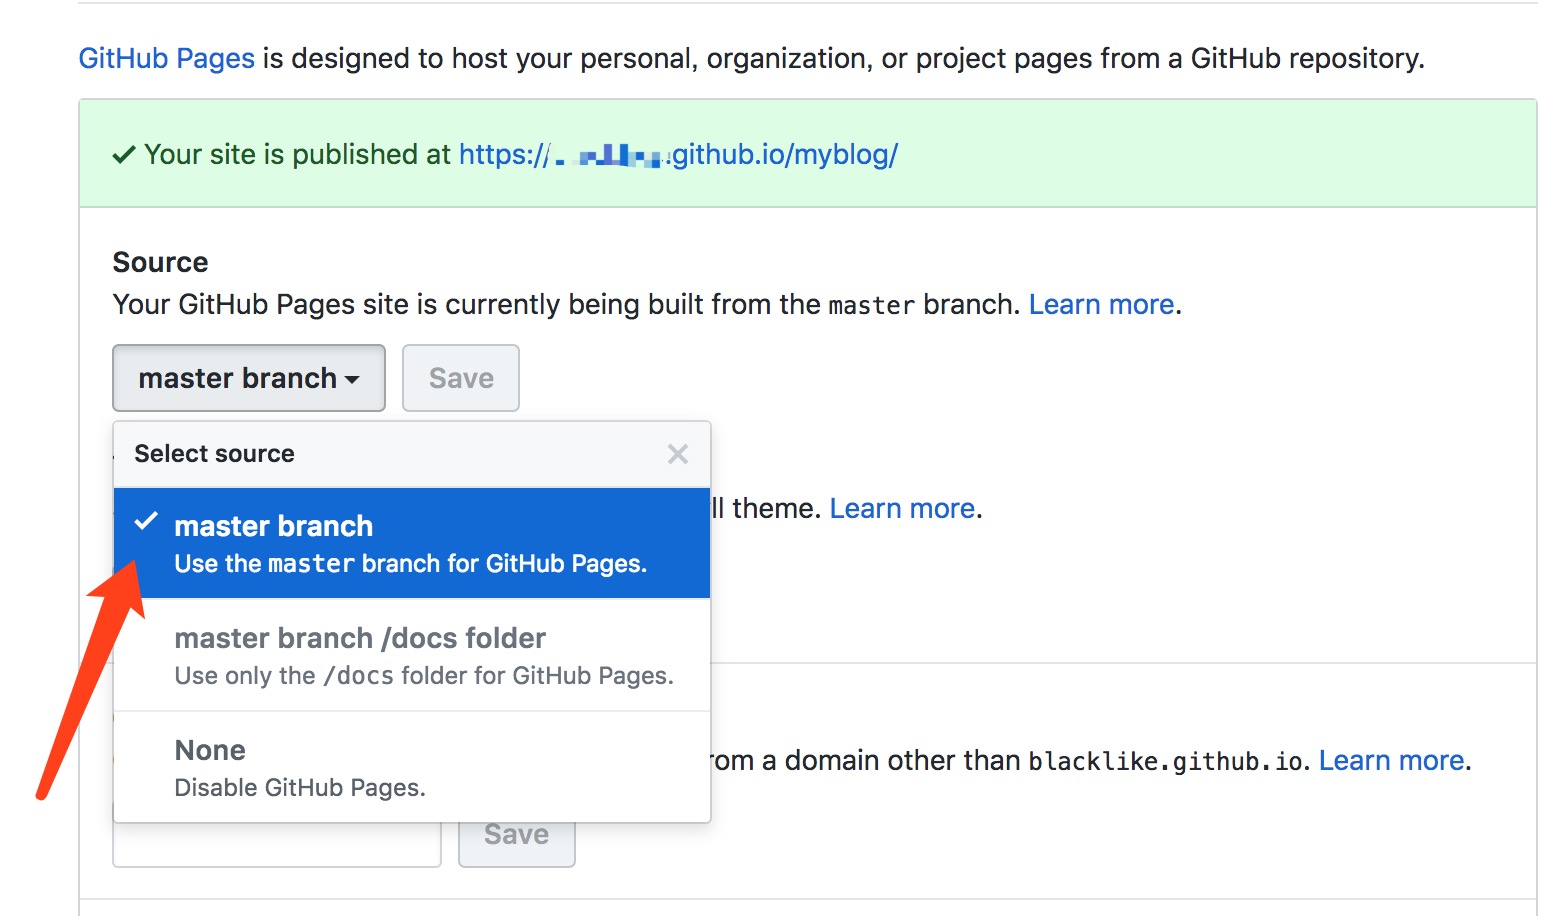 GitHub Pages is designed to host your personal, organization, or project pages from a GitHub repository.
Your site is published at https://.github.io/myblog/
Source
Your GitHub Pages site is currently being built from the master branch. Learn more.
master branch
Save
Select source
master branch
Use the master branch for GitHub Pages.
ll theme. Learn more.
master branch /docs folder
Use only the /docs folder for GitHub Pages.
None
Disable GitHub Pages.
rom a domain other than blacklike.github.io. Learn more.
Save